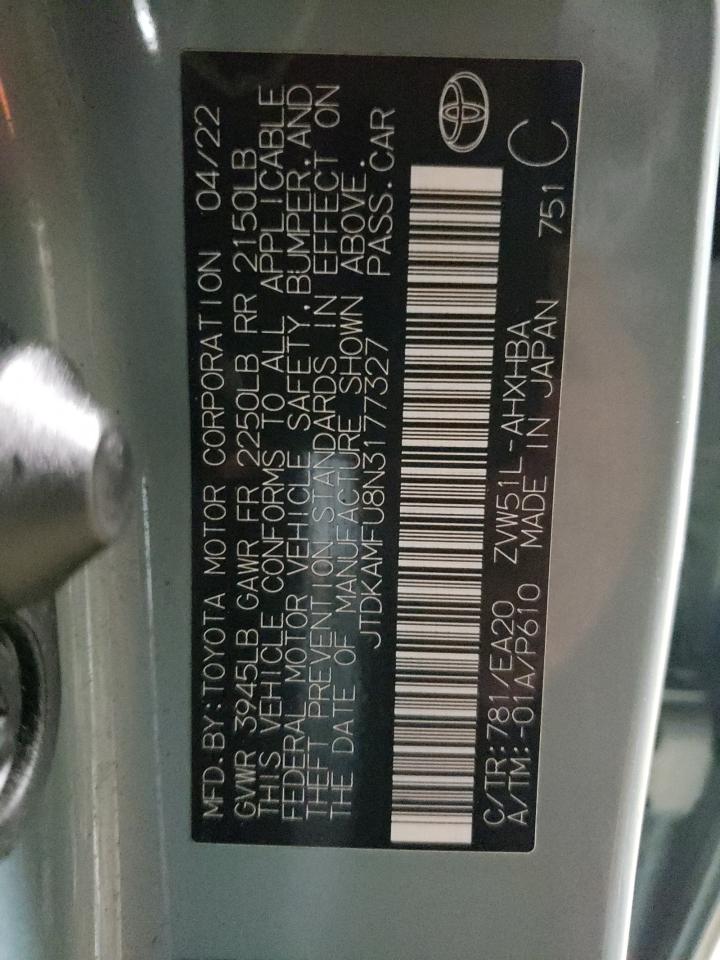 MFD.BY:TOYOTA MOTOR CORPORATION 04/22
GVWR 3945LB GAWR FR 2250LB RR 2150LB
THIS VEHICLE CONFORMS TO ALL APPLICABLE
FEDERAL MOTOR VEHICLE SAFETY,BUMPER,AND
THEFT PREVENTION STANDARDS IN EFFECT ON
THE DATE OF MANUFACTURE SHOWN ABOVE.
JTDKAMFU8N3177327 PASS.CAR
C/TR:781/EA20 ZVW51L-AHXHBA
A/TM:-01A/P610 MADE IN JAPAN 751 C